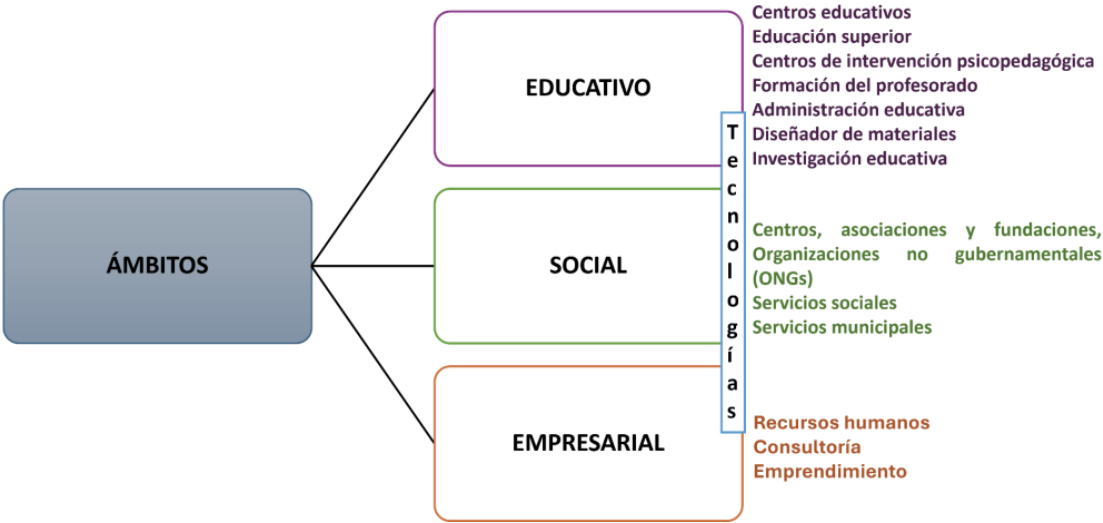 ÁMBITOS
EDUCATIVO
Centros educativos
Educación superior
Centros de intervención psicopedagógica
Formación del profesorado
Administración educativa
Diseñador de materiales
Investigación educativa
Tecnologías
SOCIAL
Centros, asociaciones y fundaciones,
Organizaciones no gubernamentales
(ONGs)
Servicios sociales
Servicios municipales
EMPRESARIAL
Recursos humanos
Consultoría
Emprendimiento